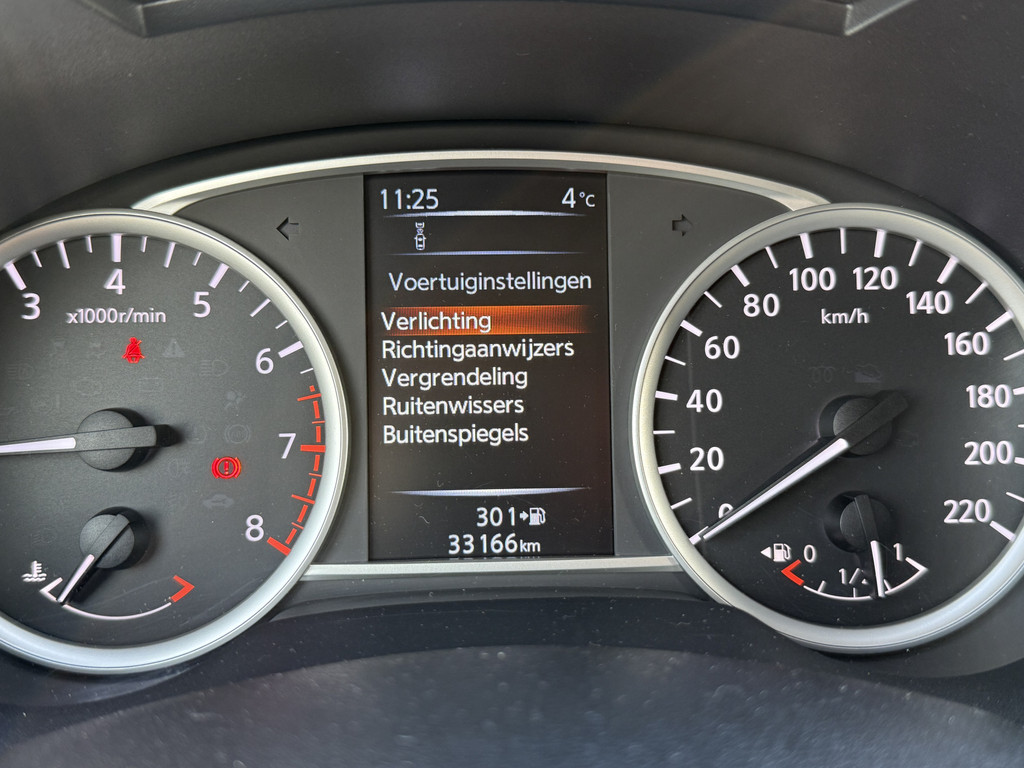 11:25 4°C
Voertuiginstellingen
Verlichting
Richtingaanwijzers
Vergrendeling
Ruitenwissers
Buitenspiegels
301
33166km
3 4 5 6 7 8
x1000r/min
0 20 40 60 80 100 120 140 160 180 200 220
km/h
0 1/ 1